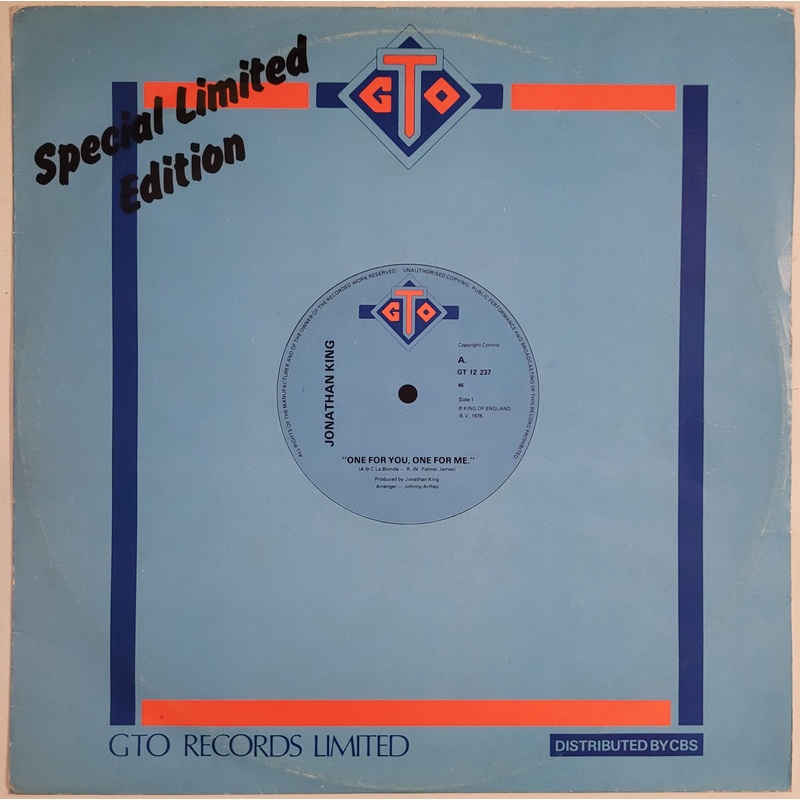 Special Limited
Edition
GTO
ALL RIGHTS OF THE MANUFACTURER AND OF THE OWNER OF THE RECORDED WORK RESERVED UNAUTHORISED COPYING, PUBLIC PERFORMANCE AND BROADCASTING OF THIS RECORD PROHIBITED
GTO
JONATHAN KING
Copyright Control
A.
GT 12 237
45
Side 1
℗ KING OF ENGLAND
B.V. 1978.
"ONE FOR YOU, ONE FOR ME."
(A & C La Bionda — R. W. Palmer James)
Produced by Jonathan King
Arranger — Johnny Arthey
GTO RECORDS LIMITED
DISTRIBUTED BY CBS